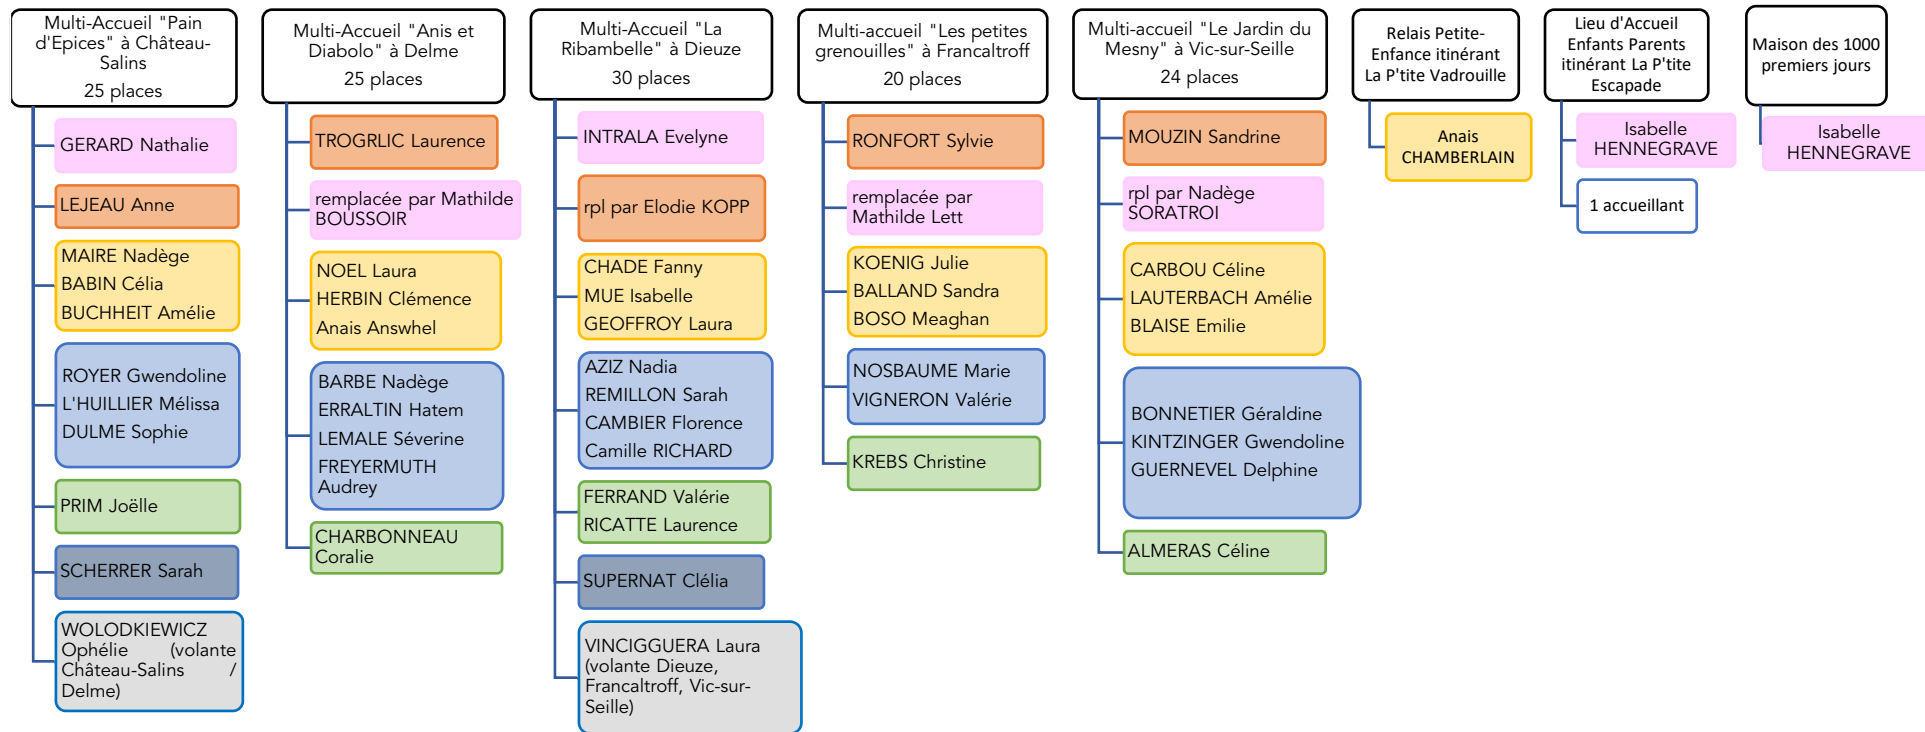 Multi-Accueil "Pain
d'Epices" à Château-
Salins
25 places
GERARD Nathalie
LEJEAU Anne
MAIRE Nadège
BABIN Célia
BUCHHEIT Amélie
ROYER Gwendoline
L'HUILLIER Mélissa
DULME Sophie
PRIM Joëlle
SCHERRER Sarah
WOLODKIEWICZ
Ophélie (volante
Château-Salins /
Delme)
Multi-Accueil "Anis et
Diabolo" à Delme
25 places
TROGRLIC Laurence
remplacée par Mathilde
BOUSSOIR
NOEL Laura
HERBIN Clémence
Anais Answhel
BARBE Nadège
ERRALTIN Hatem
LEMALE Séverine
FREYERMUTH
Audrey
CHARBONNEAU
Coralie
Multi-Accueil "La
Ribambelle" à Dieuze
30 places
INTRALA Evelyne
rpl par Elodie KOPP
CHADE Fanny
MUE Isabelle
GEOFFROY Laura
AZIZ Nadia
REMILLON Sarah
CAMBIER Florence
Camille RICHARD
FERRAND Valérie
RICATTE Laurence
SUPERNAT Clélia
VINCIGGUERA Laura
(volante Dieuze,
Francaltroff, Vic-sur-
Seille)
Multi-accueil "Les petites
grenouilles" à Francaltroff
20 places
RONFORT Sylvie
remplacée par
Mathilde Lett
KOENIG Julie
BALLAND Sandra
BOSO Meaghan
NOSBAUME Marie
VIGNERON Valérie
KREBS Christine
Multi-accueil "Le Jardin du
Mesny" à Vic-sur-Seille
24 places
MOUZIN Sandrine
rpl par Nadège
SORATROI
CARBOU Céline
LAUTERBACH Amélie
BLAISE Emilie
BONNETIER Géraldine
KINTZINGER Gwendoline
GUERNEVEL Delphine
ALMERAS Céline
Relais Petite-
Enfance itinérant
La P'tite Vadrouille
Anais
CHAMBERLAIN
Lieu d'Accueil
Enfants Parents
itinérant La P'tite
Escapade
Isabelle
HENNEGRAVE
1 accueillant
Maison des 1000
premiers jours
Isabelle
HENNEGRAVE